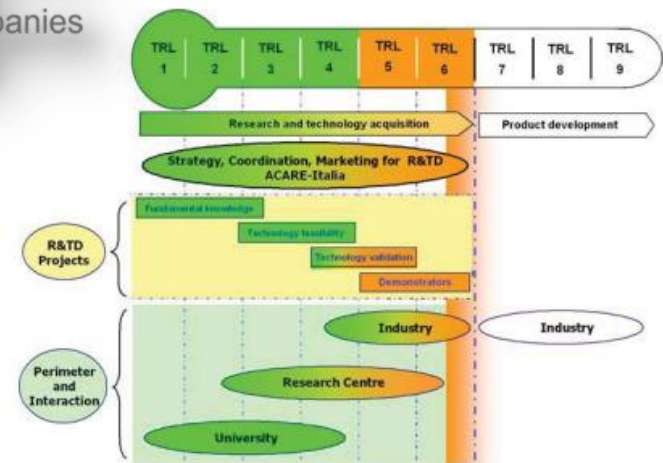 panies
TRL 1 TRL 2 TRL 3 TRL 4 TRL 5 TRL 6 TRL 7 TRL 8 TRL 9
Research and technology acquisition
Product development
Strategy, Coordination, Marketing for R&TD
ACARE-Italia
R&TD
Projects
Fundamental knowledge
Technology feasibility
Technology validation
Demonstrators
Perimeter
and
Interaction
Industry
Industry
Research Centre
University